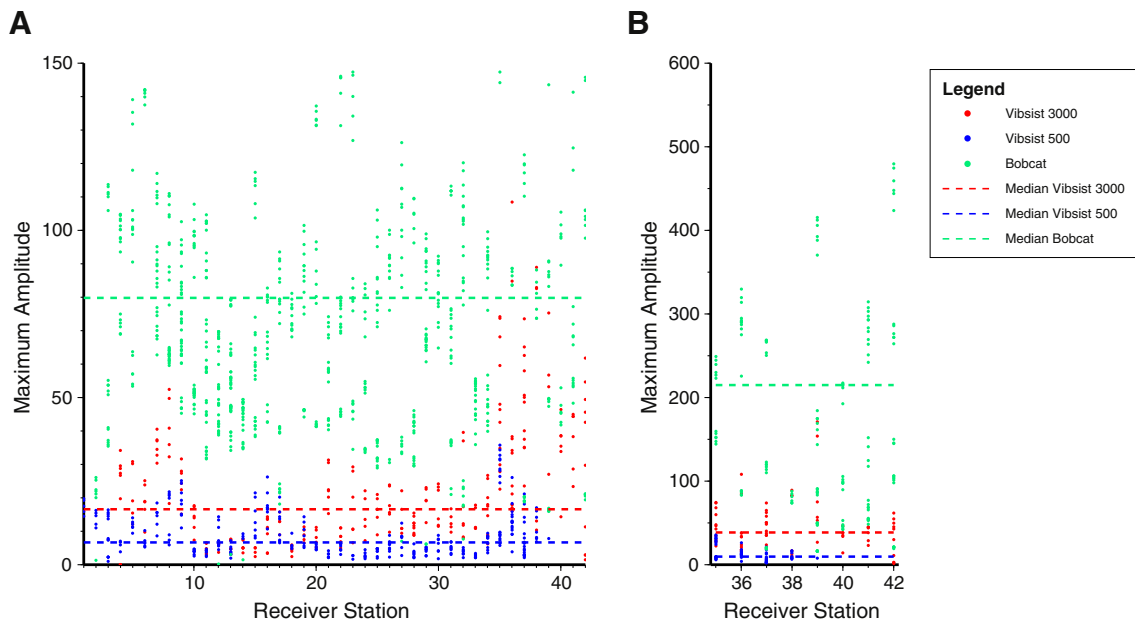 A
150
100
50
0
Maximum Amplitude
10
20
30
40
Receiver Station
B
600
500
400
300
200
100
0
Maximum Amplitude
36
38
40
42
Receiver Station
Legend
Vibsist 3000
Vibsist 500
Bobcat
Median Vibsist 3000
Median Vibsist 500
Median Bobcat